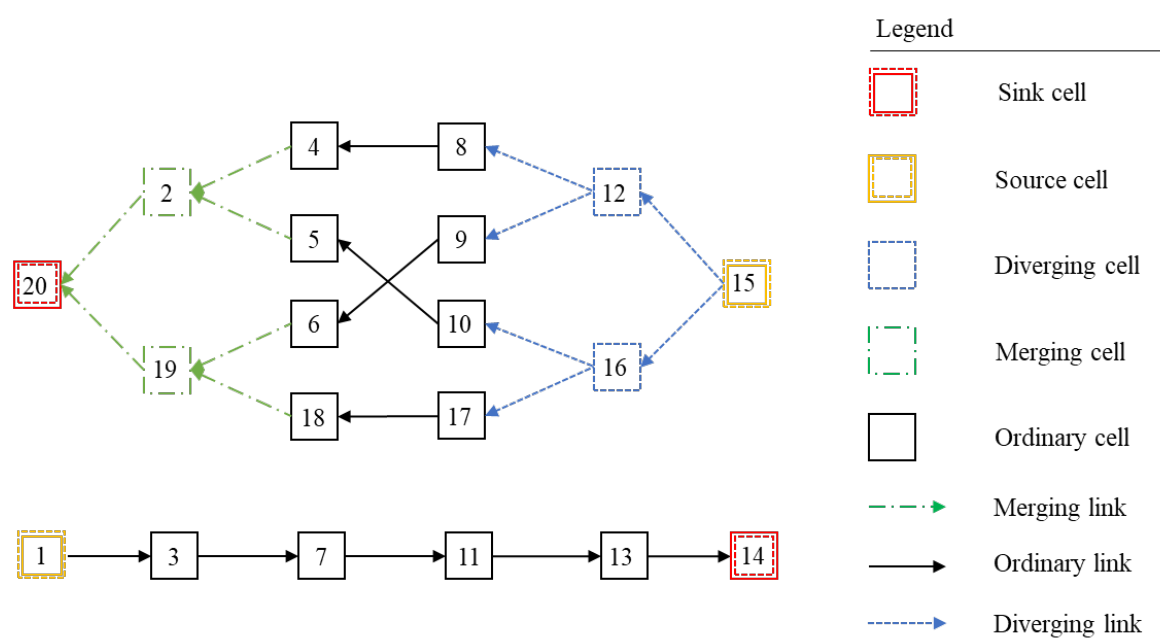 Legend
Sink cell
Source cell
Diverging cell
Merging cell
Ordinary cell
Merging link
Ordinary link
Diverging link
4
8
2
12
5
9
20
15
6
10
19
16
18
17
1
3
7
11
13
14